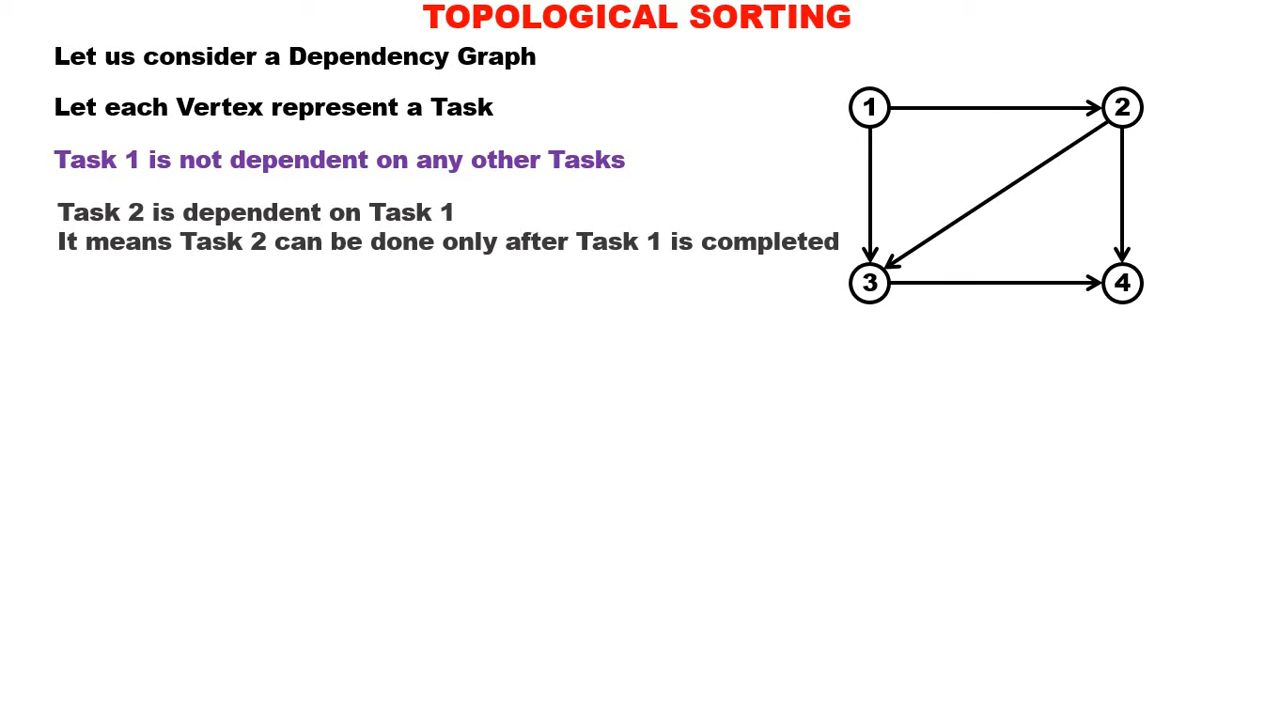 TOPOLOGICAL SORTING
Let us consider a Dependency Graph
Let each Vertex represent a Task
Task 1 is not dependent on any other Tasks
Task 2 is dependent on Task 1
It means Task 2 can be done only after Task 1 is completed
1
2
3
4